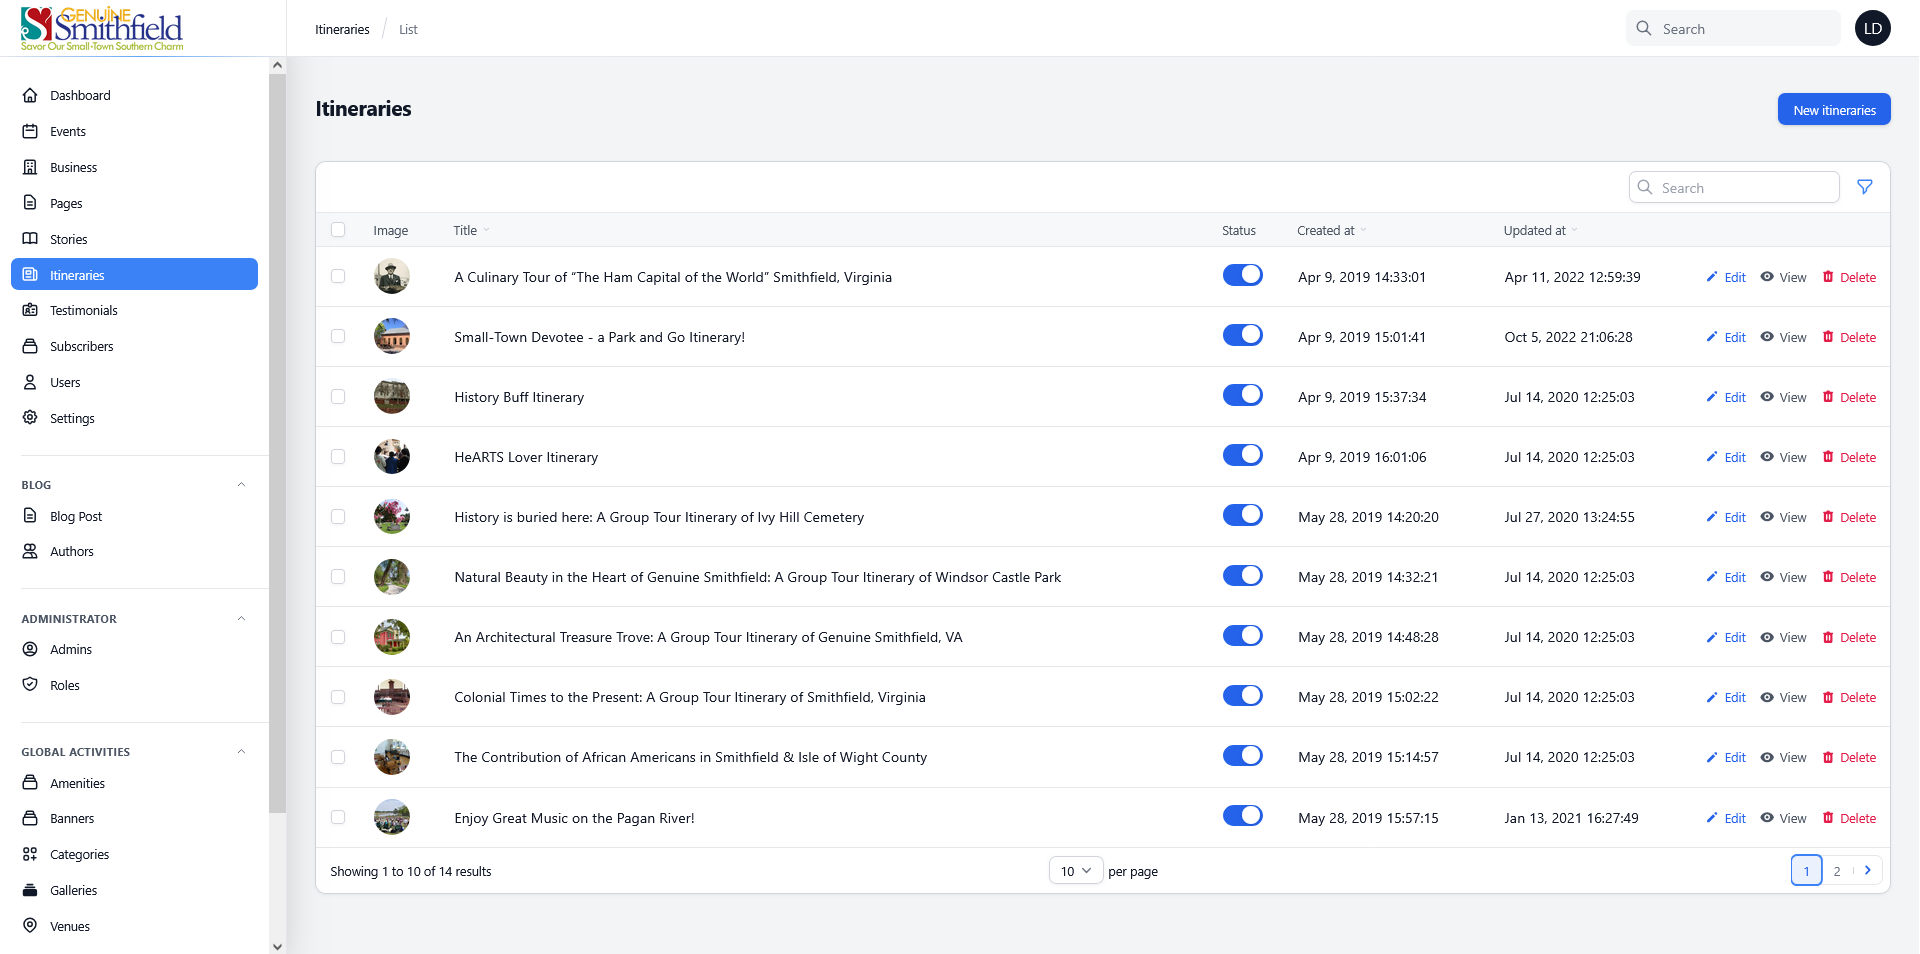 GENUINE
Smithfield
Savor Our Small-Town Southern Charm
Itineraries / List
Search
LD
Dashboard
Events
Business
Pages
Stories
Itineraries
Testimonials
Subscribers
Users
Settings
BLOG
Blog Post
Authors
ADMINISTRATOR
Admins
Roles
GLOBAL ACTIVITIES
Amenities
Banners
Categories
Galleries
Venues
Itineraries
New itineraries
Search
Image Title Status Created at Updated at
A Culinary Tour of “The Ham Capital of the World” Smithfield, Virginia Apr 9, 2019 14:33:01 Apr 11, 2022 12:59:39 Edit View Delete
Small-Town Devotee - a Park and Go Itinerary! Apr 9, 2019 15:01:41 Oct 5, 2022 21:06:28 Edit View Delete
History Buff Itinerary Apr 9, 2019 15:37:34 Jul 14, 2020 12:25:03 Edit View Delete
HeARTS Lover Itinerary Apr 9, 2019 16:01:06 Jul 14, 2020 12:25:03 Edit View Delete
History is buried here: A Group Tour Itinerary of Ivy Hill Cemetery May 28, 2019 14:20:20 Jul 27, 2020 13:24:55 Edit View Delete
Natural Beauty in the Heart of Genuine Smithfield: A Group Tour Itinerary of Windsor Castle Park May 28, 2019 14:32:21 Jul 14, 2020 12:25:03 Edit View Delete
An Architectural Treasure Trove: A Group Tour Itinerary of Genuine Smithfield, VA May 28, 2019 14:48:28 Jul 14, 2020 12:25:03 Edit View Delete
Colonial Times to the Present: A Group Tour Itinerary of Smithfield, Virginia May 28, 2019 15:02:22 Jul 14, 2020 12:25:03 Edit View Delete
The Contribution of African Americans in Smithfield & Isle of Wight County May 28, 2019 15:14:57 Jul 14, 2020 12:25:03 Edit View Delete
Enjoy Great Music on the Pagan River! May 28, 2019 15:57:15 Jan 13, 2021 16:27:49 Edit View Delete
Showing 1 to 10 of 14 results 10 per page 1 2